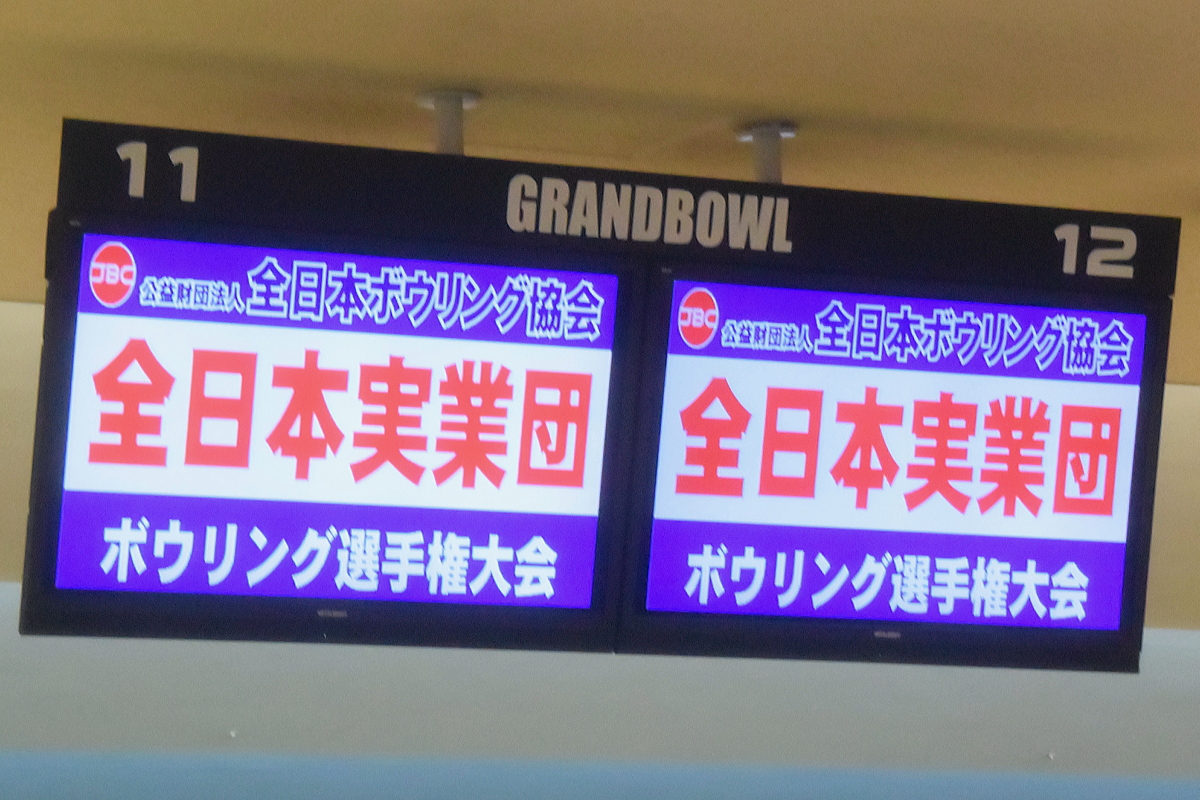 11
GRANDBOWL
12
JBC 公益財団法人 全日本ボウリング協会
全日本実業団
ボウリング選手権大会
JBC 公益財団法人 全日本ボウリング協会
全日本実業団
ボウリング選手権大会